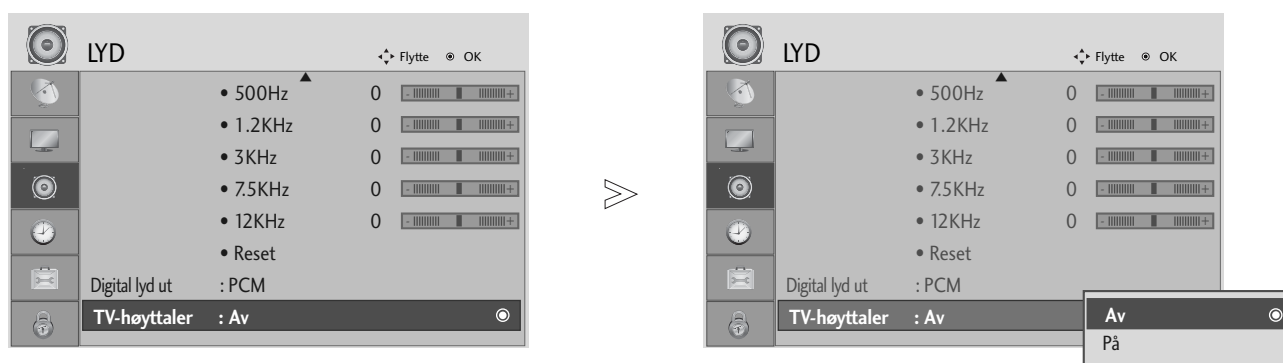 LYD Flytte OK
• 500Hz 0 - +
• 1.2KHz 0 - +
• 3KHz 0 - +
• 7.5KHz 0 - +
• 12KHz 0 - +
• Reset
Digital lyd ut : PCM
TV-høyttaler : Av
LYD Flytte OK
• 500Hz 0 - +
• 1.2KHz 0 - +
• 3KHz 0 - +
• 7.5KHz 0 - +
• 12KHz 0 - +
• Reset
Digital lyd ut : PCM
TV-høyttaler : Av
Av
På